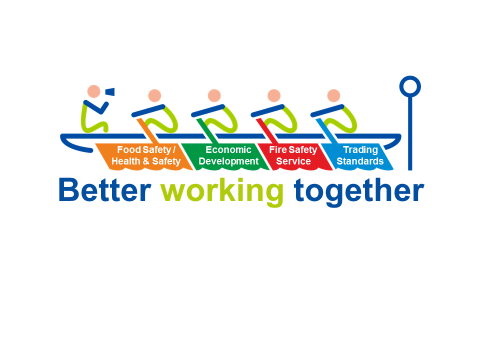 Food Safety /
Health & Safety
Economic
Development
Fire Safety
Service
Trading
Standards
Better working together